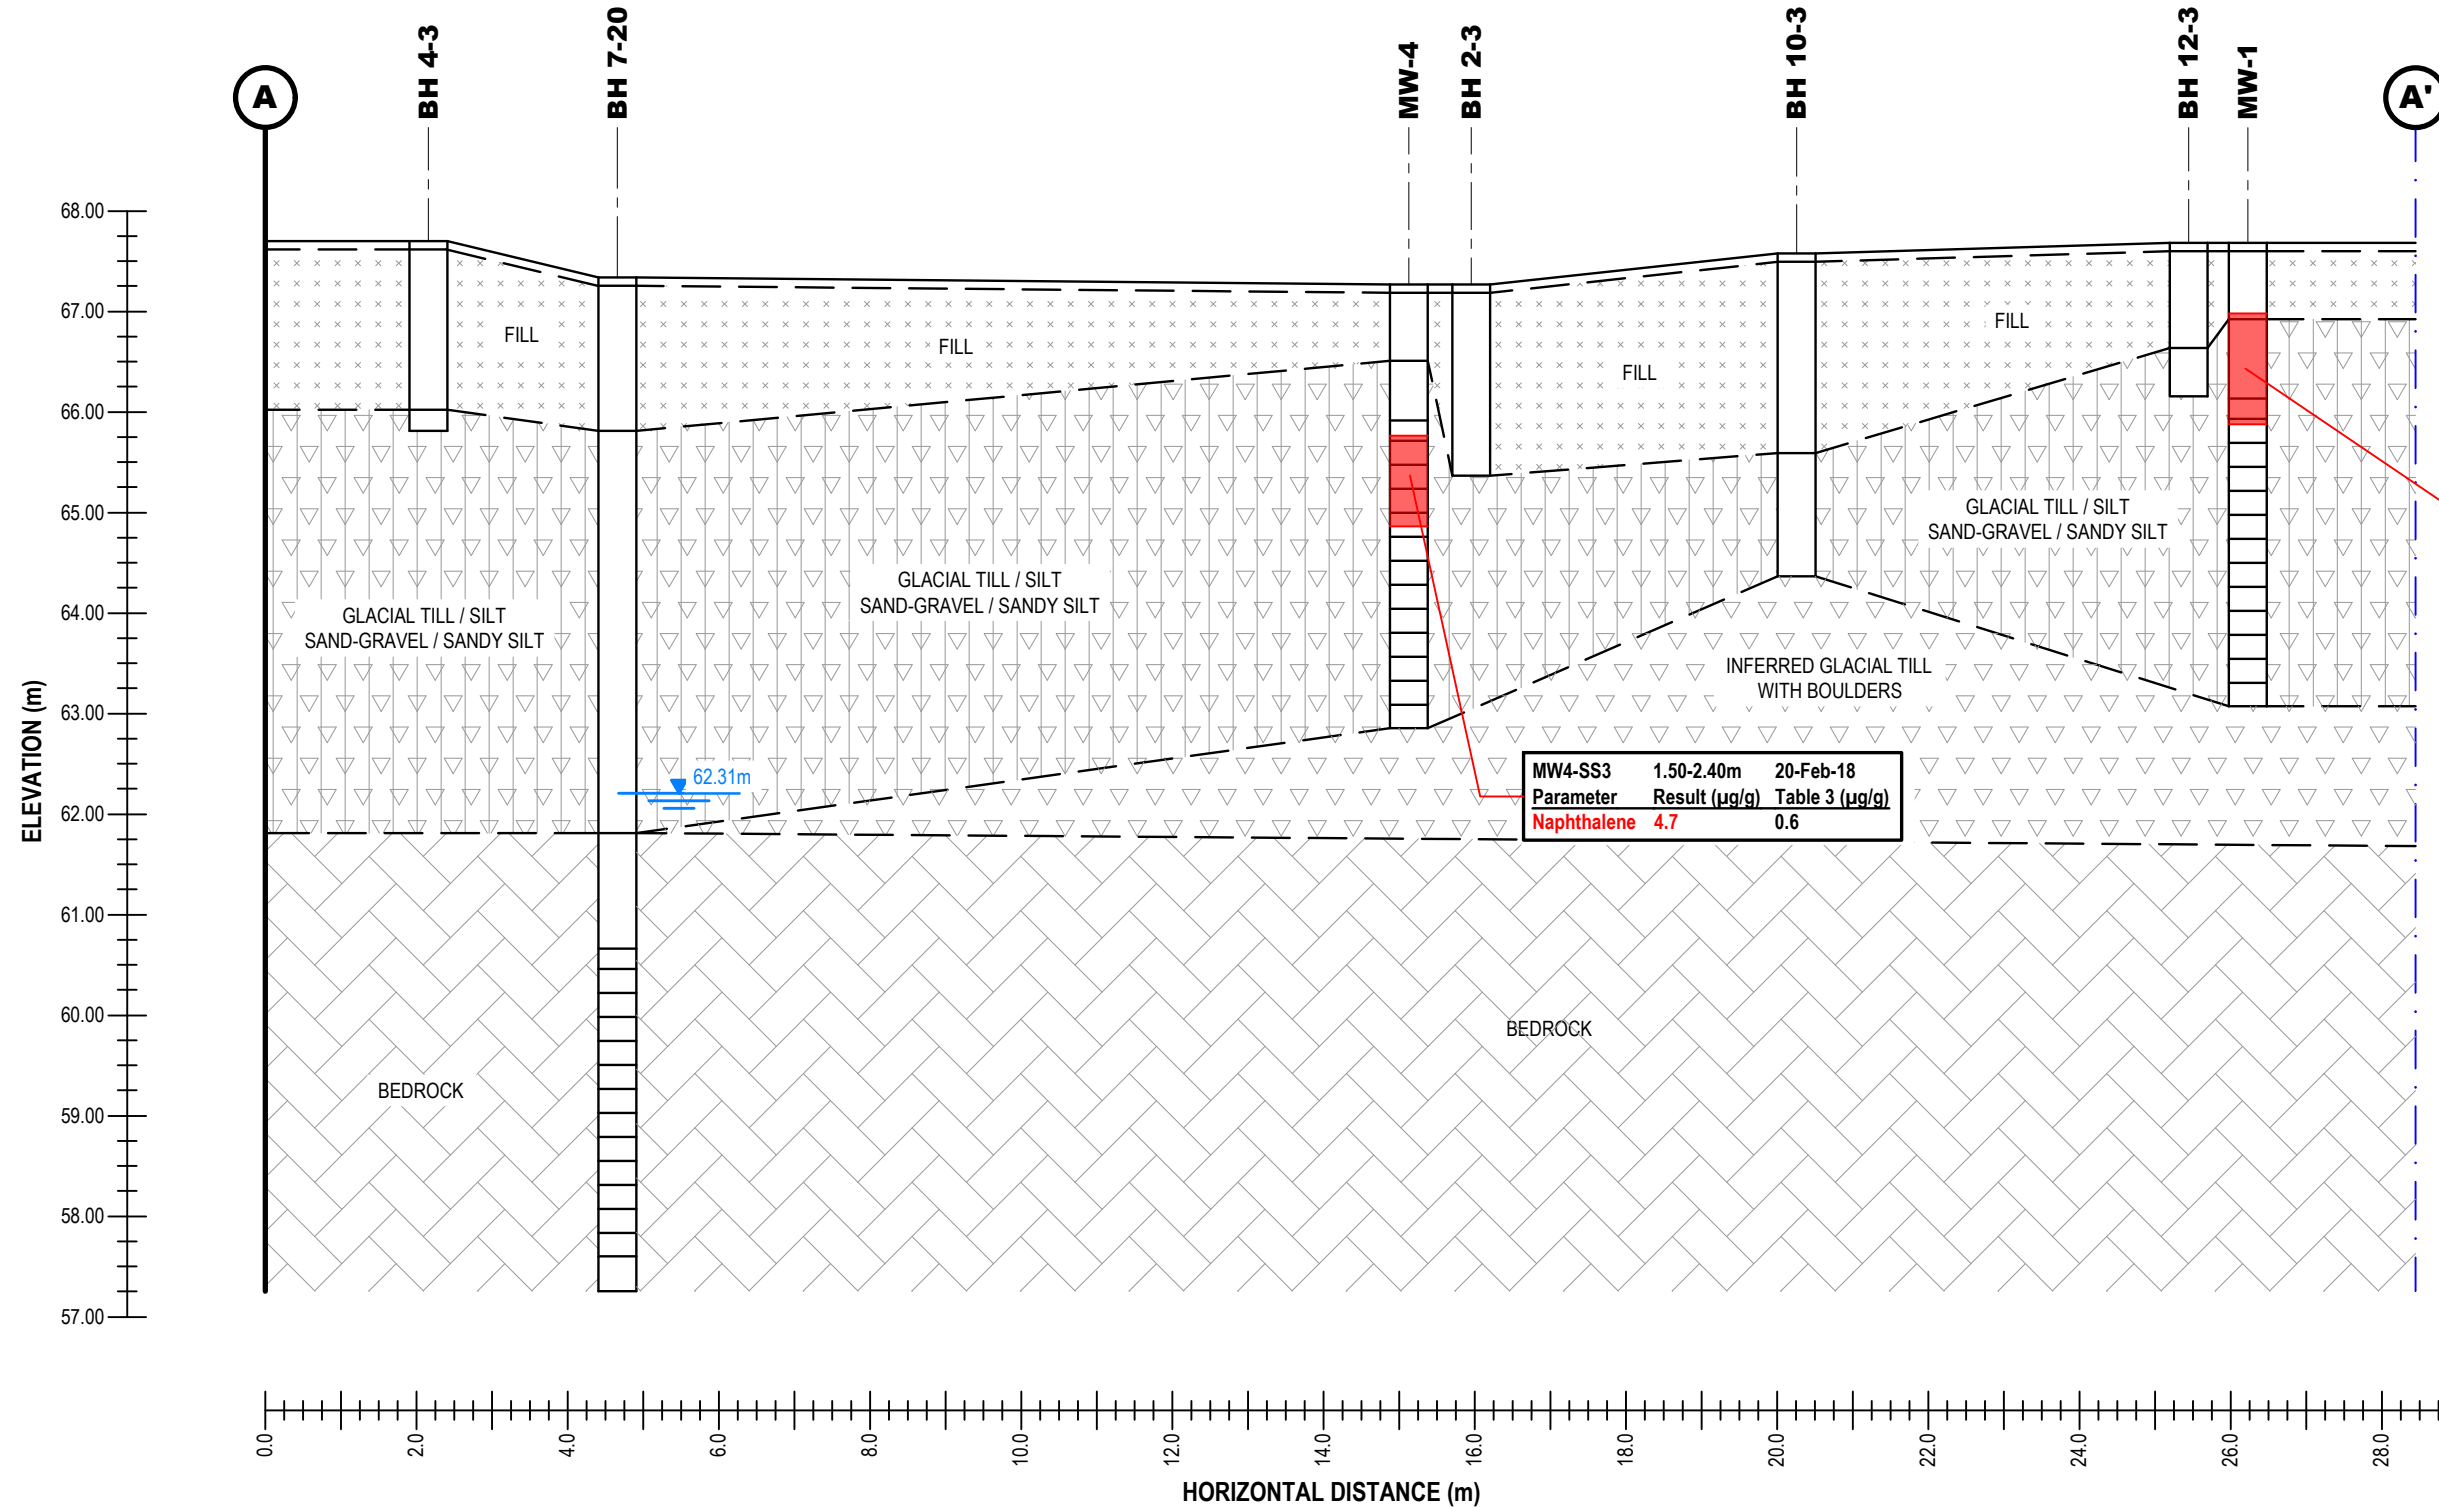 BH 4-3
BH 7-20
MW-4
BH 2-3
BH 10-3
BH 12-3
MW-1
A
A'
68.00
67.00
66.00
65.00
64.00
63.00
62.00
61.00
60.00
59.00
58.00
57.00
ELEVATION (m)
FILL
FILL
FILL
FILL
GLACIAL TILL / SILT
SAND-GRAVEL / SANDY SILT
GLACIAL TILL / SILT
SAND-GRAVEL / SANDY SILT
GLACIAL TILL / SILT
SAND-GRAVEL / SANDY SILT
INFERRED GLACIAL TILL
WITH BOULDERS
62.31m
MW4-SS3 1.50-2.40m 20-Feb-18
Parameter Result (µg/g) Table 3 (µg/g)
Naphthalene 4.7 0.6
BEDROCK
BEDROCK
0.0 2.0 4.0 6.0 8.0 10.0 12.0 14.0 16.0 18.0 20.0 22.0 24.0 26.0 28.0
HORIZONTAL DISTANCE (m)